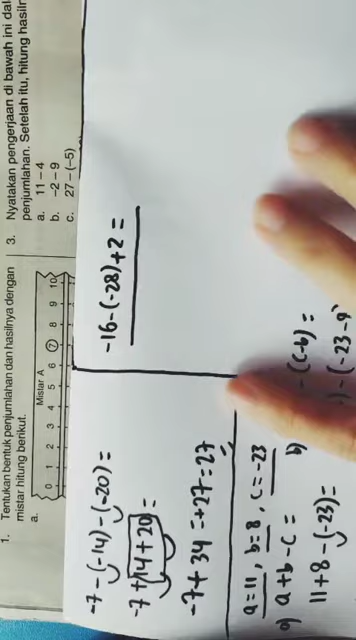 1. Tentukan bentuk penjumlahan dan hasilnya dengan
mistar hitung berikut.
a.
Mistar A
0 1 2 3 4 5 6 7 8 9 10
3. Nyatakan pengerjaan di bawah ini dal
penjumlahan. Setelah itu, hitung hasilr
a. 11 – 4
b. –2 – 9
c. 27 – (–5)
-7-(-14)-(-20)=
-7+14+20=
-7+34=+27=27
a=11, b=8, c=-23
a) a+b-c=
11+8-(-23)=
b)
-(c-b)=
)-(-23-8)
-16-(-28)+2=